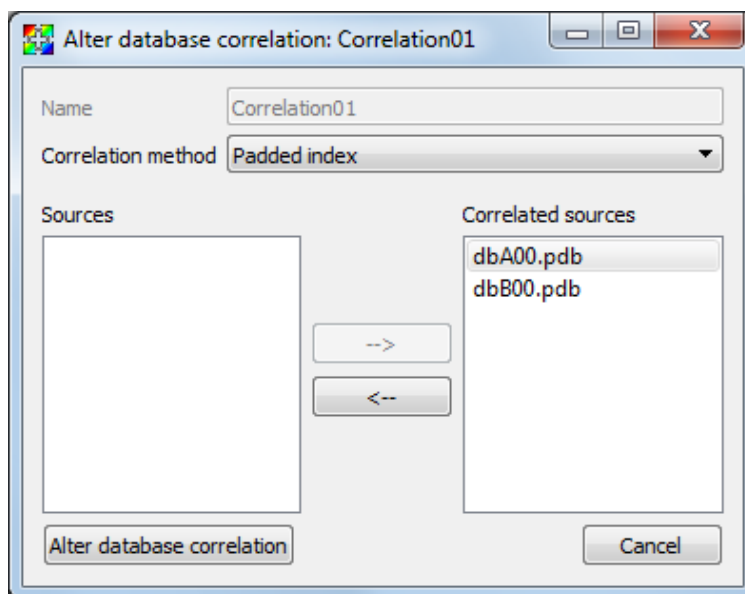 Alter database correlation: Correlation01
Name Correlation01
Correlation method Padded index
Sources Correlated sources
dbA00.pdb
dbB00.pdb
-->
<--
Alter database correlation Cancel